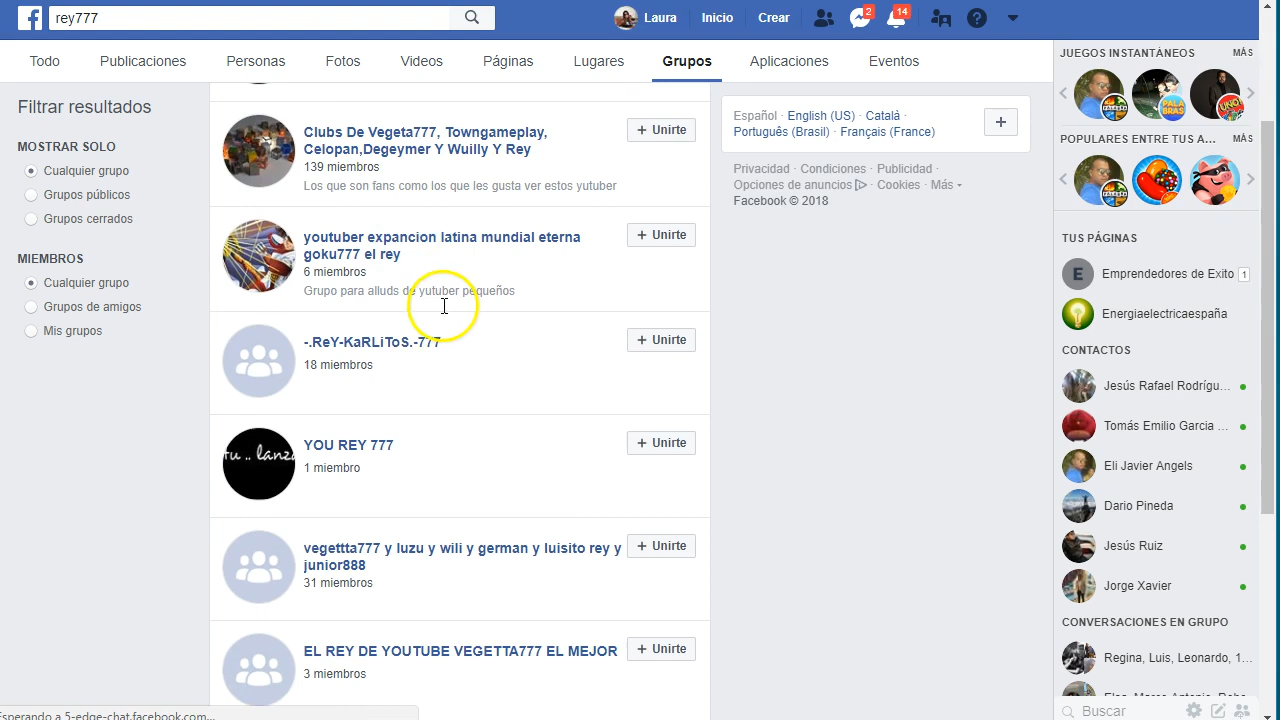 rey777
Laura Inicio Crear 2 14
Todo Publicaciones Personas Fotos Videos Páginas Lugares Grupos Aplicaciones Eventos
Filtrar resultados
MOSTRAR SOLO
Cualquier grupo
Grupos públicos
Grupos cerrados
MIEMBROS
Cualquier grupo
Grupos de amigos
Mis grupos
Clubs De Vegeta777, Towngameplay,
Celopan,Degeymer Y Wuilly Y Rey
139 miembros
Los que son fans como los que les gusta ver estos yutuber
+ Unirte
youtuber expancion latina mundial eterna
goku777 el rey
6 miembros
Grupo para alluds de yutuber pequeños
+ Unirte
-.ReY-KaRLiToS.-777
18 miembros
+ Unirte
YOU REY 777
1 miembro
+ Unirte
tu .. lanza
vegettta777 y luzu y wili y german y luisito rey y
junior888
31 miembros
+ Unirte
EL REY DE YOUTUBE VEGETTA777 EL MEJOR
3 miembros
+ Unirte
Español · English (US) · Català ·
Português (Brasil) · Français (France)
+
Privacidad · Condiciones · Publicidad ·
Opciones de anuncios · Cookies · Más
Facebook © 2018
JUEGOS INSTANTÁNEOS MÁS
PALABRAS
UNO
POPULARES ENTRE TUS A... MÁS
TUS PÁGINAS
E Emprendedores de Exito 1
Energiaelectricaespaña
CONTACTOS
Jesús Rafael Rodrígu...
Tomás Emilio Garcia ...
Eli Javier Angels
Dario Pineda
Jesús Ruiz
Jorge Xavier
CONVERSACIONES EN GRUPO
Regina, Luis, Leonardo, 1...
Buscar
Esperando a 5-edge-chat.facebook.com...